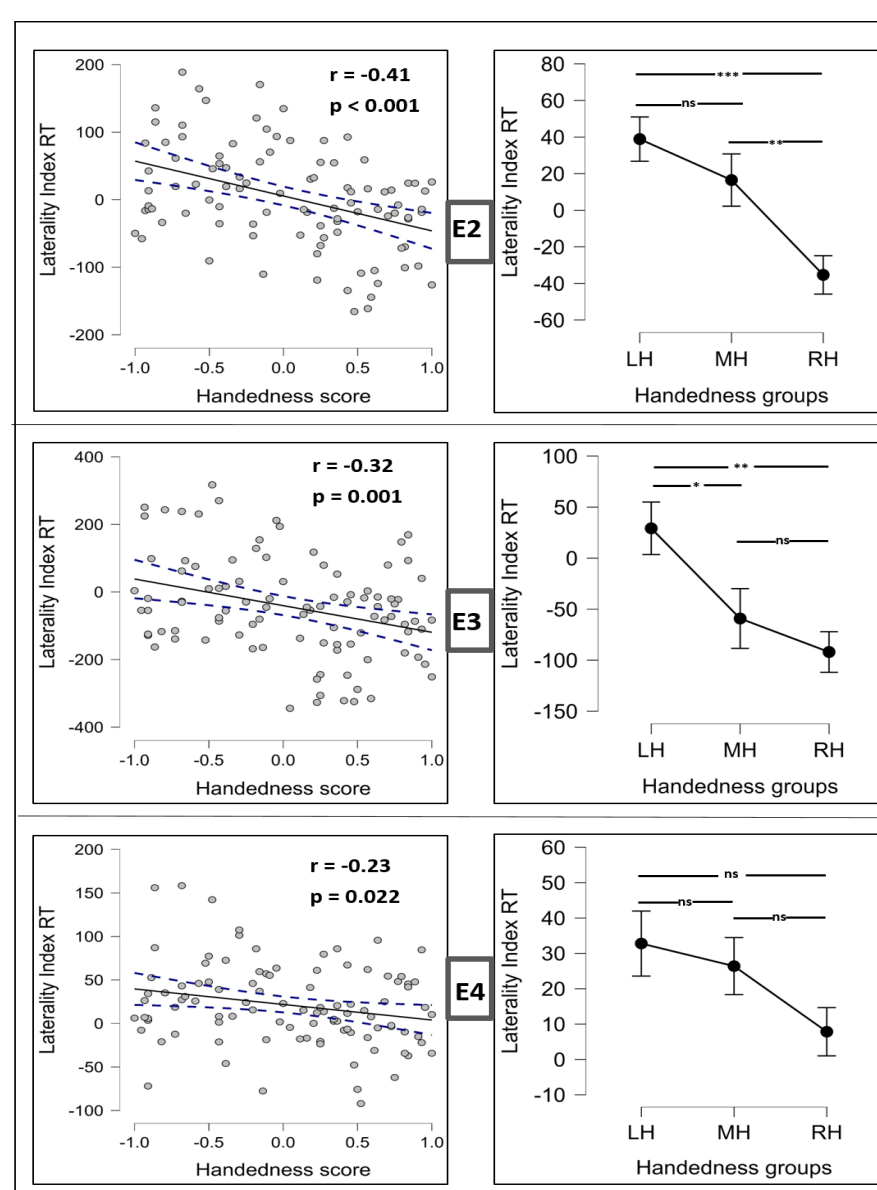 200
100
0
-100
-200
-1.0 -0.5 0.0 0.5 1.0
Laterality Index RT
Handedness score
r = -0.41
p < 0.001
E2
80
60
40
20
0
-20
-40
-60
LH MH RH
Laterality Index RT
Handedness groups
***
ns
**
400
200
0
-200
-400
-1.0 -0.5 0.0 0.5 1.0
Laterality Index RT
Handedness score
r = -0.32
p = 0.001
E3
100
50
0
-50
-100
-150
LH MH RH
Laterality Index RT
Handedness groups
**
*
ns
200
150
100
50
0
-50
-100
-1.0 -0.5 0.0 0.5 1.0
Laterality Index RT
Handedness score
r = -0.23
p = 0.022
E4
60
50
40
30
20
10
0
-10
LH MH RH
Laterality Index RT
Handedness groups
ns
ns
ns